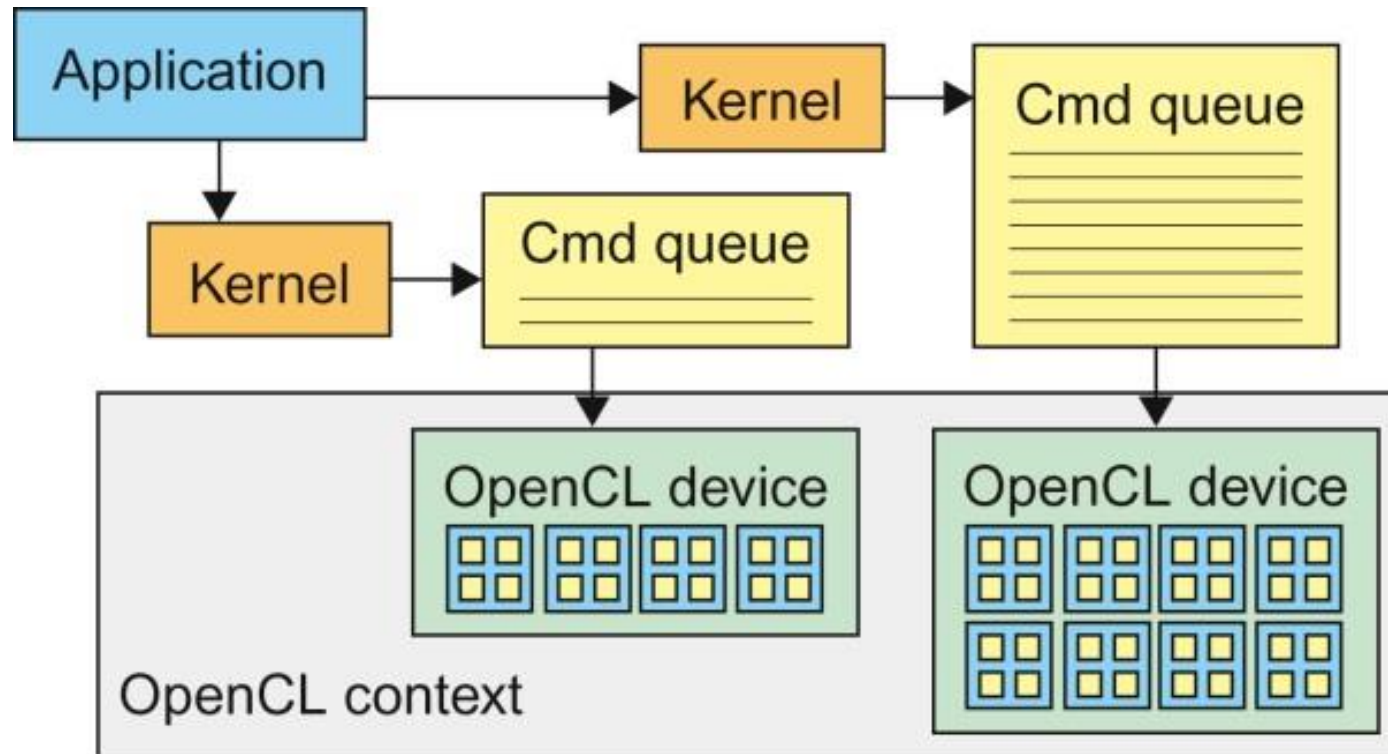 Application
Kernel
Cmd queue
Kernel
Cmd queue
OpenCL device
OpenCL device
OpenCL context